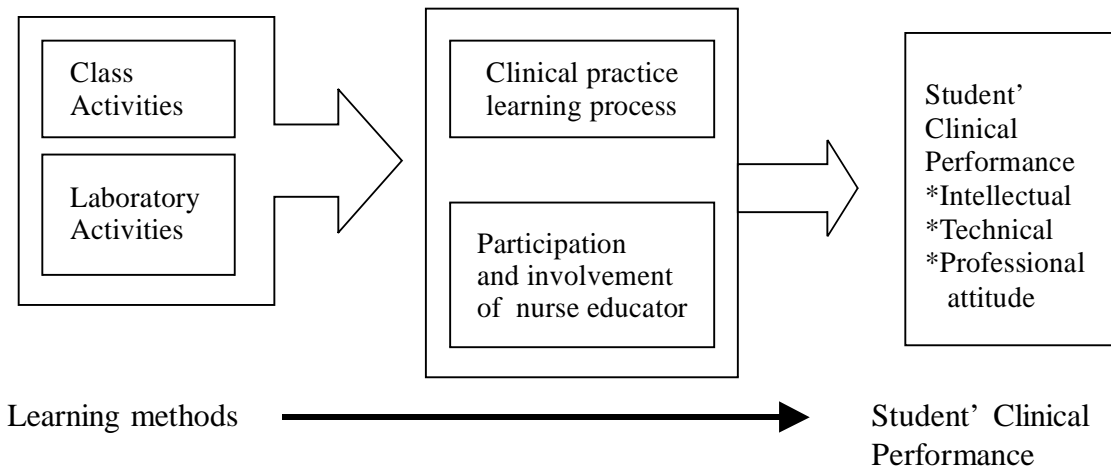 Class
Activities
Laboratory
Activities
Clinical practice
learning process
Participation
and involvement
of nurse educator
Student’
Clinical
Performance
*Intellectual
*Technical
*Professional
attitude
Learning methods
Student’ Clinical
Performance